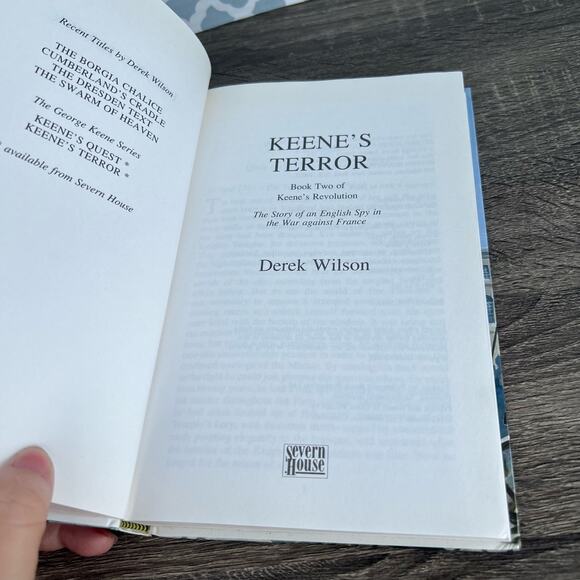 Recent Titles by Derek Wilson
THE BORGIA CHALICE
CUMBERLAND'S CRADLE
THE DRESDEN TEXT
THE SWARM OF HEAVEN
The George Keene Series
KEENE'S QUEST *
KEENE'S TERROR *
available from Severn House
KEENE'S
TERROR
Book Two of
Keene's Revolution
The Story of an English Spy in
the War against France
Derek Wilson
Severn
House